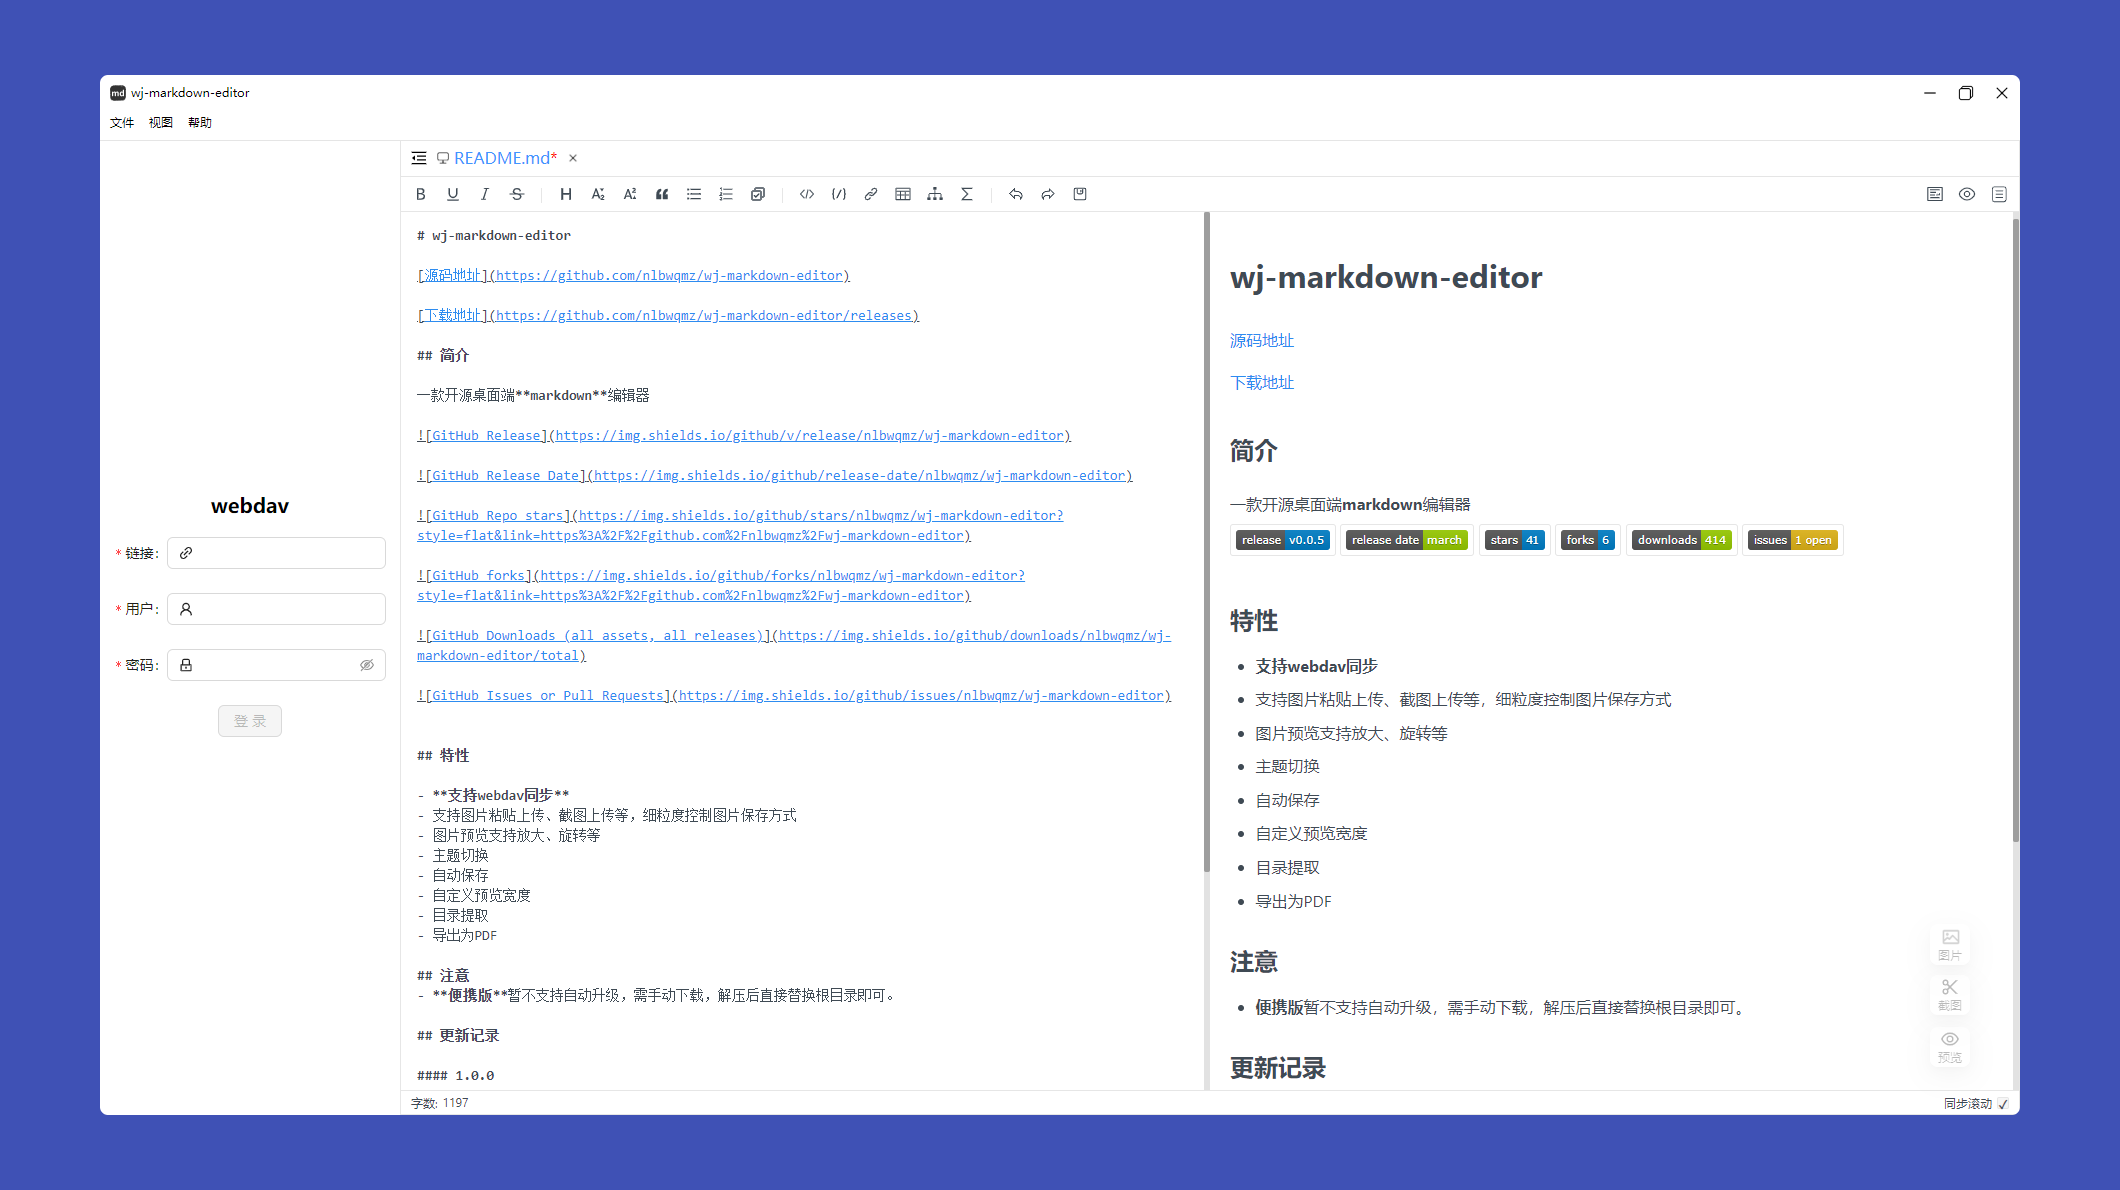 md wj-markdown-editor
文件 视图 帮助
README.md* ×
webdav
* 链接:
* 用户:
* 密码:
登 录
# wj-markdown-editor
[源码地址](https://github.com/nlbwqmz/wj-markdown-editor)
[下载地址](https://github.com/nlbwqmz/wj-markdown-editor/releases)
## 简介
一款开源桌面端**markdown**编辑器
![GitHub Release](https://img.shields.io/github/v/release/nlbwqmz/wj-markdown-editor)
![GitHub Release Date](https://img.shields.io/github/release-date/nlbwqmz/wj-markdown-editor)
![GitHub Repo stars](https://img.shields.io/github/stars/nlbwqmz/wj-markdown-editor?
style=flat&link=https%3A%2F%2Fgithub.com%2Fnlbwqmz%2Fwj-markdown-editor)
![GitHub forks](https://img.shields.io/github/forks/nlbwqmz/wj-markdown-editor?
style=flat&link=https%3A%2F%2Fgithub.com%2Fnlbwqmz%2Fwj-markdown-editor)
![GitHub Downloads (all assets, all releases)](https://img.shields.io/github/downloads/nlbwqmz/wj-
markdown-editor/total)
![GitHub Issues or Pull Requests](https://img.shields.io/github/issues/nlbwqmz/wj-markdown-editor)
## 特性
- **支持webdav同步**
- 支持图片粘贴上传、截图上传等，细粒度控制图片保存方式
- 图片预览支持放大、旋转等
- 主题切换
- 自动保存
- 自定义预览宽度
- 目录提取
- 导出为PDF
## 注意
- **便携版**暂不支持自动升级，需手动下载，解压后直接替换根目录即可。
## 更新记录
#### 1.0.0
字数: 1197
wj-markdown-editor
源码地址
下载地址
简介
一款开源桌面端markdown编辑器
release v0.0.5 release date march stars 41 forks 6 downloads 414 issues 1 open
特性
• 支持webdav同步
• 支持图片粘贴上传、截图上传等，细粒度控制图片保存方式
• 图片预览支持放大、旋转等
• 主题切换
• 自动保存
• 自定义预览宽度
• 目录提取
• 导出为PDF
注意
• 便携版暂不支持自动升级，需手动下载，解压后直接替换根目录即可。
更新记录
图片
截图
预览
同步滚动